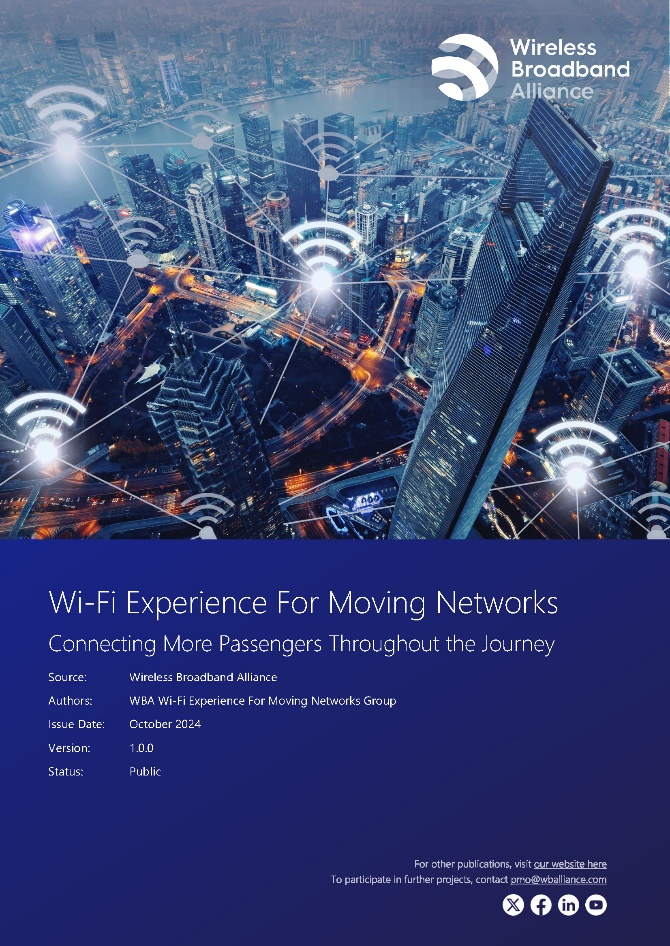 Wireless
Broadband
Alliance
Wi-Fi Experience For Moving Networks
Connecting More Passengers Throughout the Journey
Source: Wireless Broadband Alliance
Authors: WBA Wi-Fi Experience For Moving Networks Group
Issue Date: October 2024
Version: 1.0.0
Status: Public
For other publications, visit our website here
To participate in further projects, contact pmo@wballiance.com